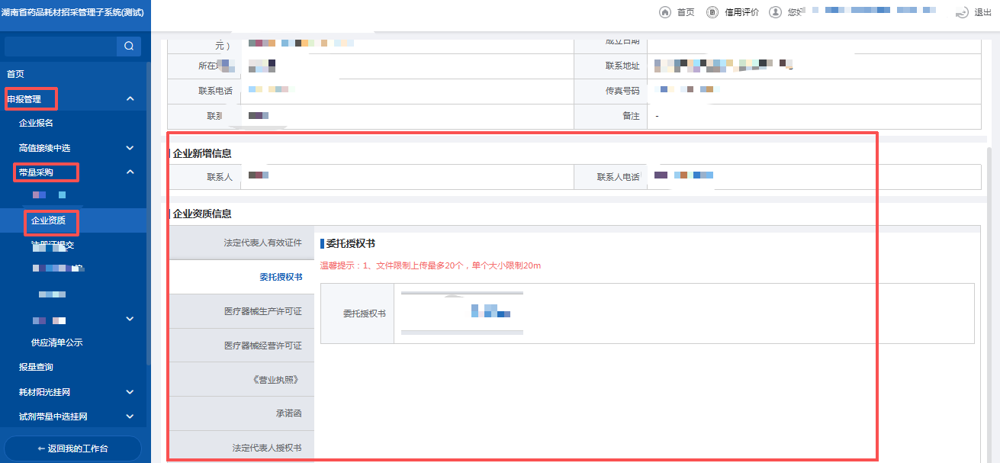 湖南省药品耗材招采管理子系统(测试)
首页
信用评价
您好
退出
首页
申报管理
企业报名
高值接续中选
带量采购
企业资质
供应清单公示
报量查询
耗材阳光挂网
试剂带量中选挂网
←返回我的工作台
元）
成立日期
联系地址
联系电话
传真号码
备注
-
企业新增信息
联系人
联系人电话
企业资质信息
法定代表人有效证件
委托授权书
医疗器械生产许可证
医疗器械经营许可证
《营业执照》
承诺函
法定代表人授权书
委托授权书
温馨提示：1、文件限制上传最多20个，单个大小限制20m
委托授权书